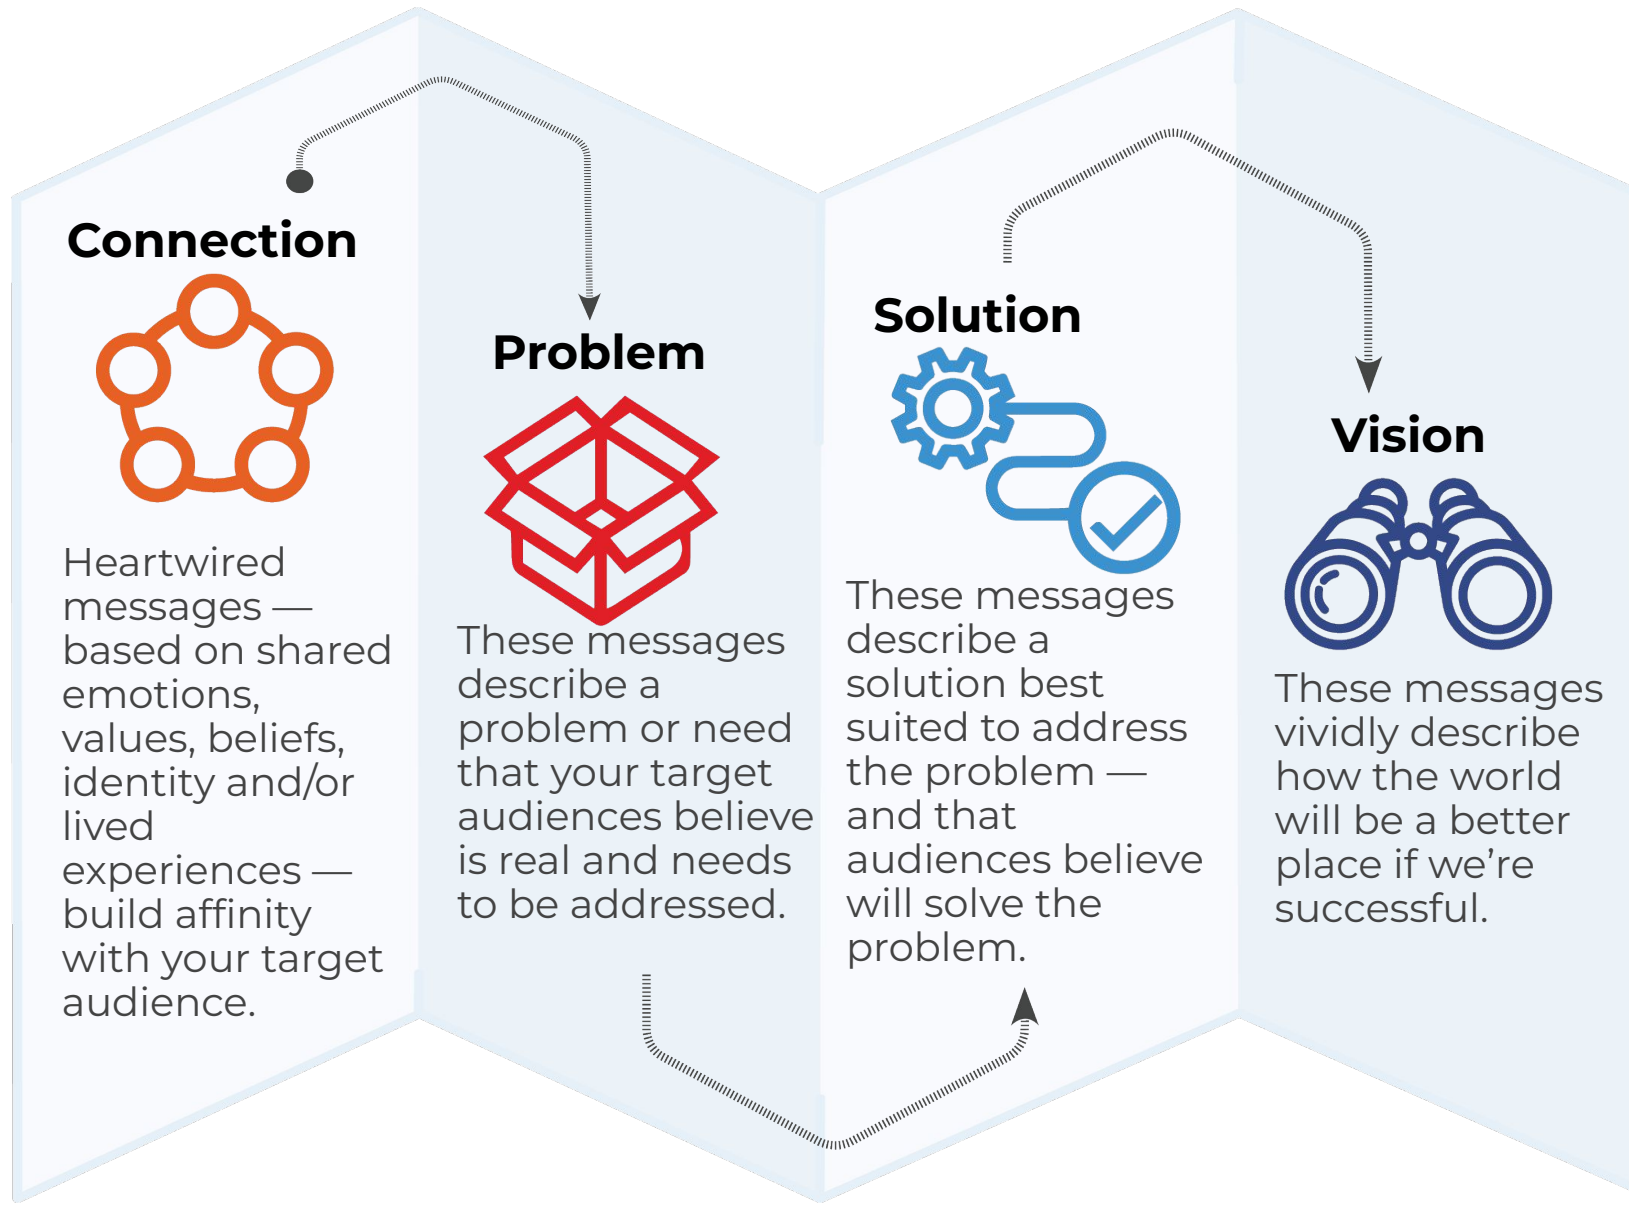 Connection
Heartwired
messages —
based on shared
emotions,
values, beliefs,
identity and/or
lived
experiences —
build affinity
with your target
audience.
Problem
These messages
describe a
problem or need
that your target
audiences believe
is real and needs
to be addressed.
Solution
These messages
describe a
solution best
suited to address
the problem —
and that
audiences believe
will solve the
problem.
Vision
These messages
vividly describe
how the world
will be a better
place if we’re
successful.